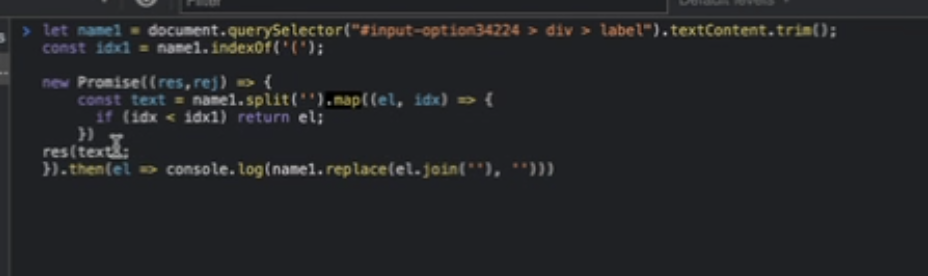 Filter
Default levels
> let name1 = document.querySelector("#input-option34224 > div > label").textContent.trim();
const idx1 = name1.indexOf('(');
new Promise((res,rej) => {
const text = name1.split('').map((el, idx) => {
if (idx < idx1) return el;
})
res(text);
}).then(el => console.log(name1.replace(el.join(''), '')))